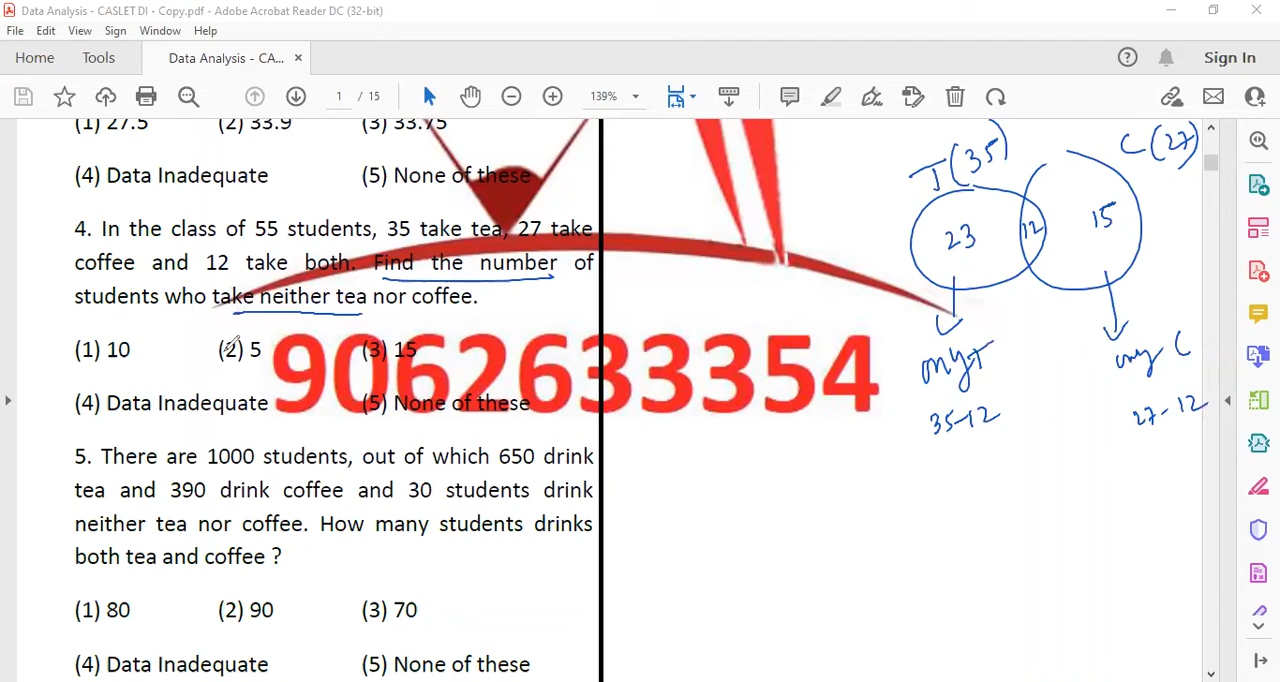 Data Analysis - CASLET DI - Copy.pdf - Adobe Acrobat Reader DC (32-bit)
File Edit View Sign Window Help
Home Tools Data Analysis - CA... × Sign In
1 / 15 139%
(1) 27.5 (2) 33.9 (3) 33.75
(4) Data Inadequate (5) None of these
4. In the class of 55 students, 35 take tea, 27 take
coffee and 12 take both. Find the number of
students who take neither tea nor coffee.
(1) 10 (2) 5 (3) 15
(4) Data Inadequate (5) None of these
5. There are 1000 students, out of which 650 drink
tea and 390 drink coffee and 30 students drink
neither tea nor coffee. How many students drinks
both tea and coffee ?
(1) 80 (2) 90 (3) 70
(4) Data Inadequate (5) None of these
9062633354
T(35) C(27)
23 12 15
only T only C
35-12 27-12